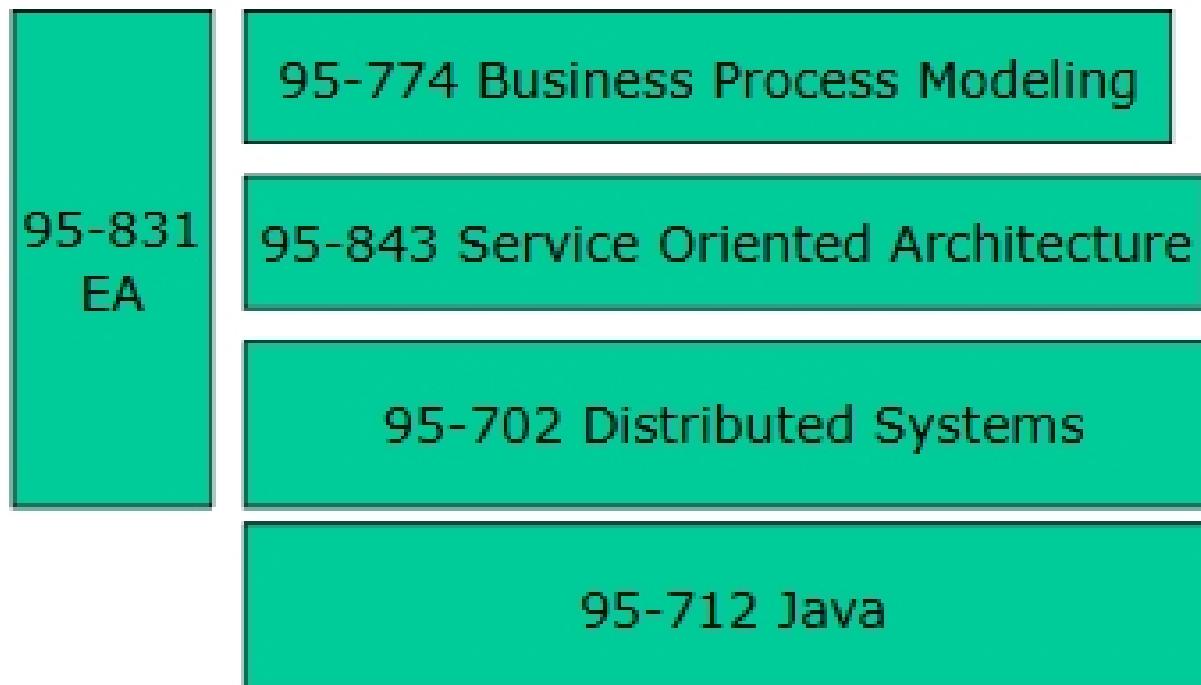 95-774 Business Process Modeling
95-831
EA
95-843 Service Oriented Architecture
95-702 Distributed Systems
95-712 Java